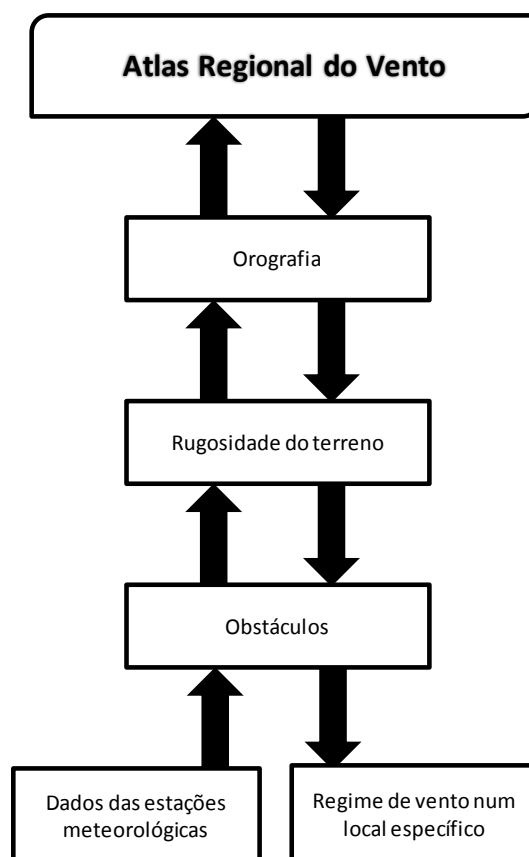 Atlas Regional do Vento
Orografia
Rugosidade do terreno
Obstáculos
Dados das estações
meteorológicas
Regime de vento num
local específico